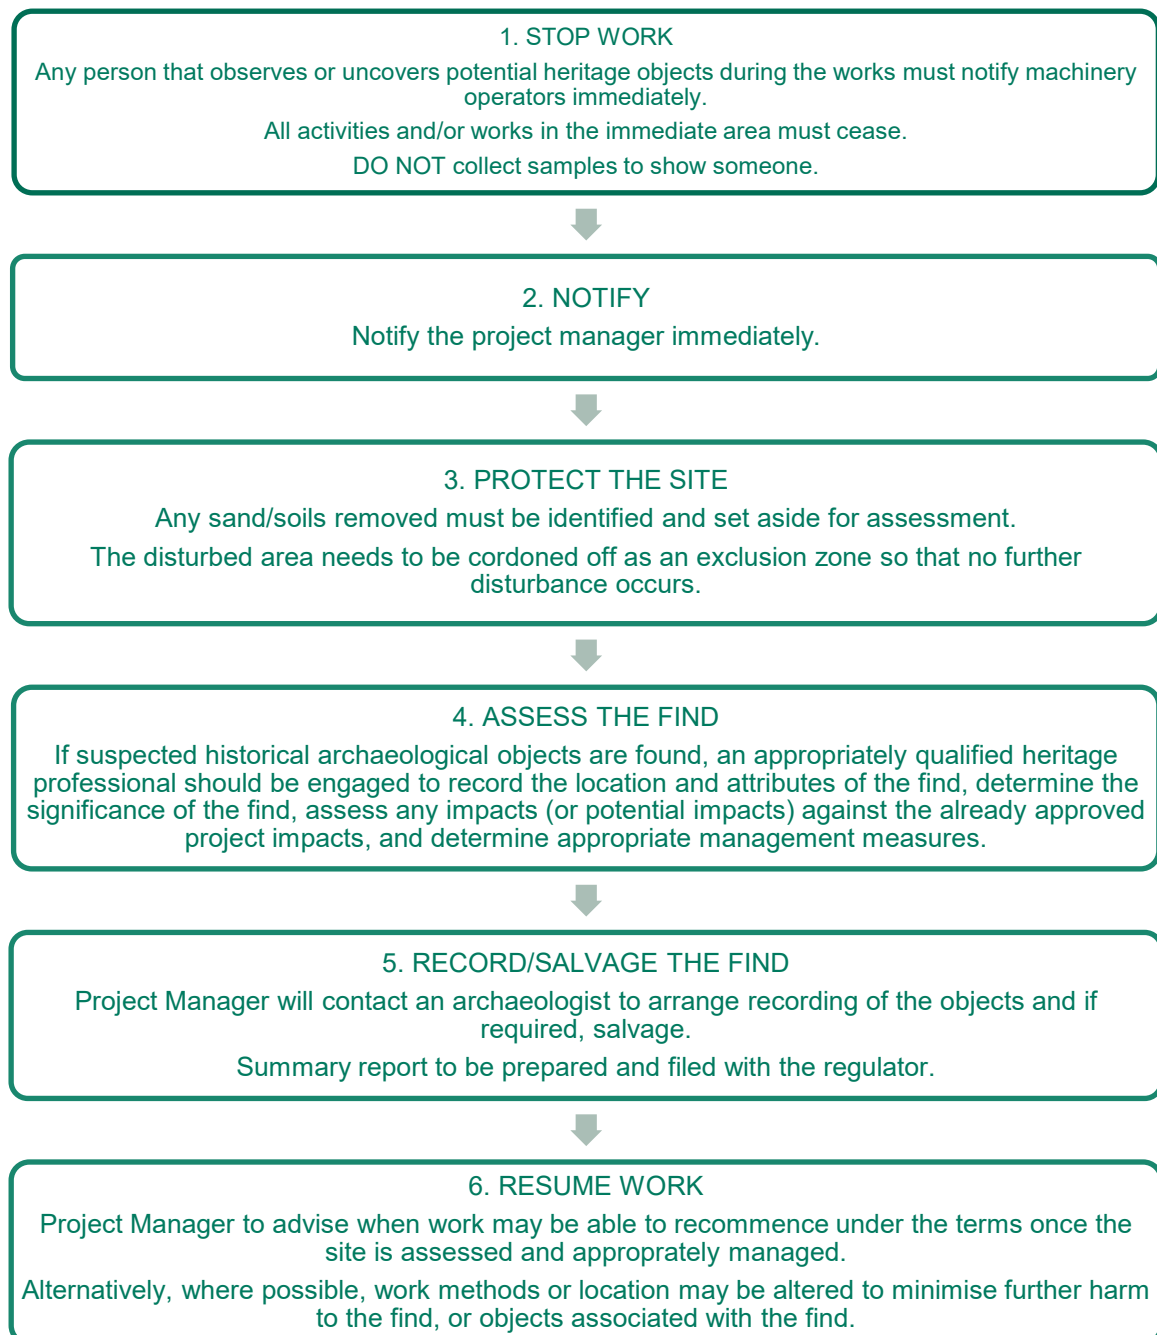 1. STOP WORK
Any person that observes or uncovers potential heritage objects during the works must notify machinery
operators immediately.
All activities and/or works in the immediate area must cease.
DO NOT collect samples to show someone.
2. NOTIFY
Notify the project manager immediately.
3. PROTECT THE SITE
Any sand/soils removed must be identified and set aside for assessment.
The disturbed area needs to be cordoned off as an exclusion zone so that no further
disturbance occurs.
4. ASSESS THE FIND
If suspected historical archaeological objects are found, an appropriately qualified heritage
professional should be engaged to record the location and attributes of the find, determine the
significance of the find, assess any impacts (or potential impacts) against the already approved
project impacts, and determine appropriate management measures.
5. RECORD/SALVAGE THE FIND
Project Manager will contact an archaeologist to arrange recording of the objects and if
required, salvage.
Summary report to be prepared and filed with the regulator.
6. RESUME WORK
Project Manager to advise when work may be able to recommence under the terms once the
site is assessed and approprately managed.
Alternatively, where possible, work methods or location may be altered to minimise further harm
to the find, or objects associated with the find.